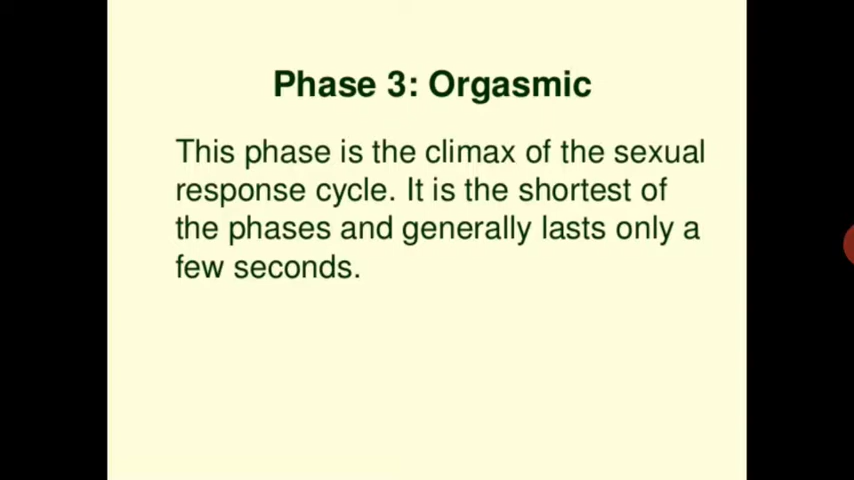 Phase 3: Orgasmic
This phase is the climax of the sexual
response cycle. It is the shortest of
the phases and generally lasts only a
few seconds.